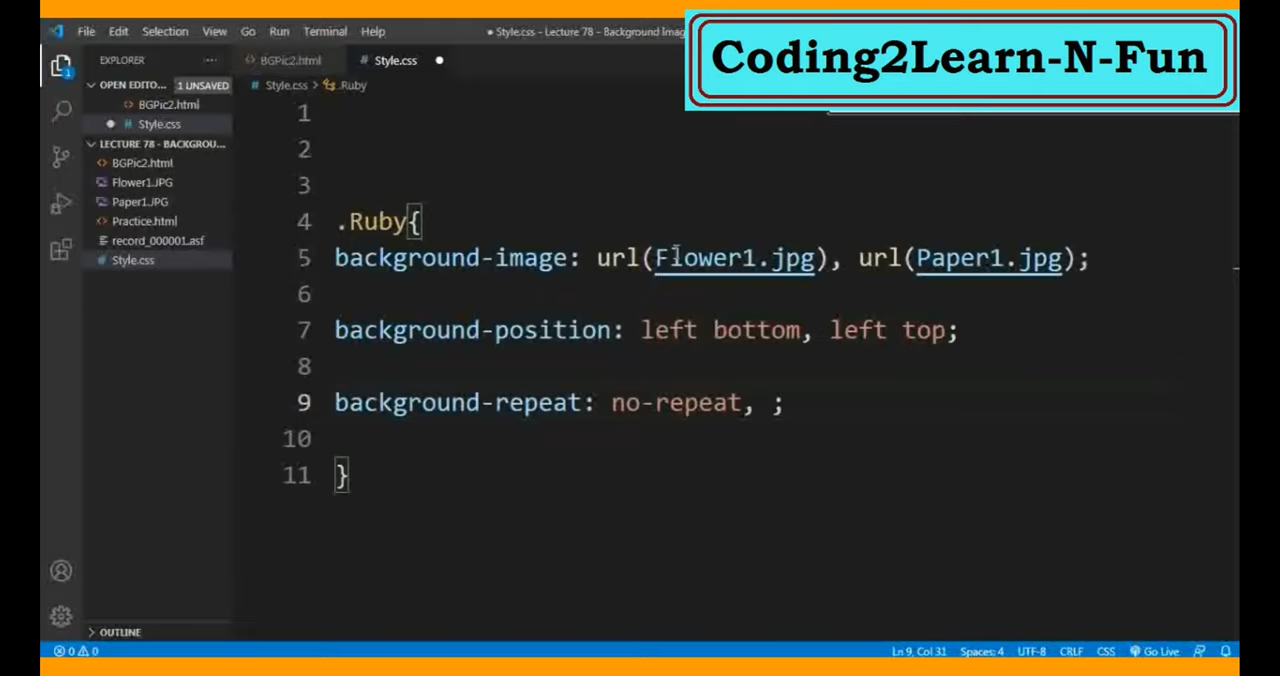 File Edit Selection View Go Run Terminal Help
Style.css - Lecture 78 - Background Imag
Coding2Learn-N-Fun
EXPLORER
BGPic2.html
Style.css
OPEN EDITO... 1 UNSAVED
Style.css > .Ruby
BGPic2.html
Style.css
LECTURE 78 - BACKGROU...
BGPic2.html
Flower1.JPG
Paper1.JPG
Practice.html
record_000001.asf
Style.css
1
2
3
4 .Ruby{
5 background-image: url(Flower1.jpg), url(Paper1.jpg);
6
7 background-position: left bottom, left top;
8
9 background-repeat: no-repeat, ;
10
11 }
OUTLINE
0 0
Ln 9, Col 31 Spaces: 4 UTF-8 CRLF CSS Go Live